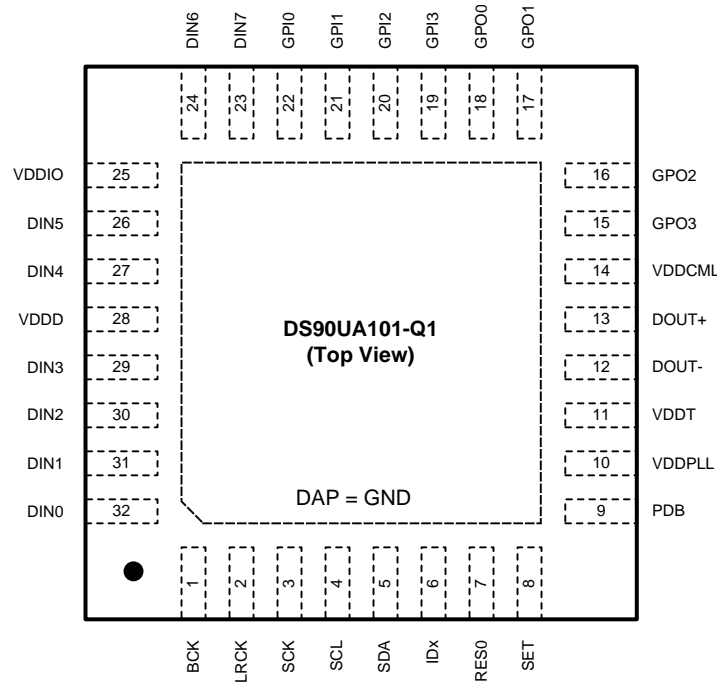 DIN6 DIN7 GPI0 GPI1 GPI2 GPI3 GPO0 GPO1
24 23 22 21 20 19 18 17
VDDIO 25 16 GPO2
DIN5 26 15 GPO3
DIN4 27 14 VDDCML
VDDD 28 13 DOUT+
DIN3 29 12 DOUT-
DIN2 30 11 VDDT
DIN1 31 10 VDDPLL
DIN0 32 9 PDB
DS90UA101-Q1
(Top View)
DAP = GND
1 2 3 4 5 6 7 8
BCK LRCK SCK SCL SDA IDx RES0 SET